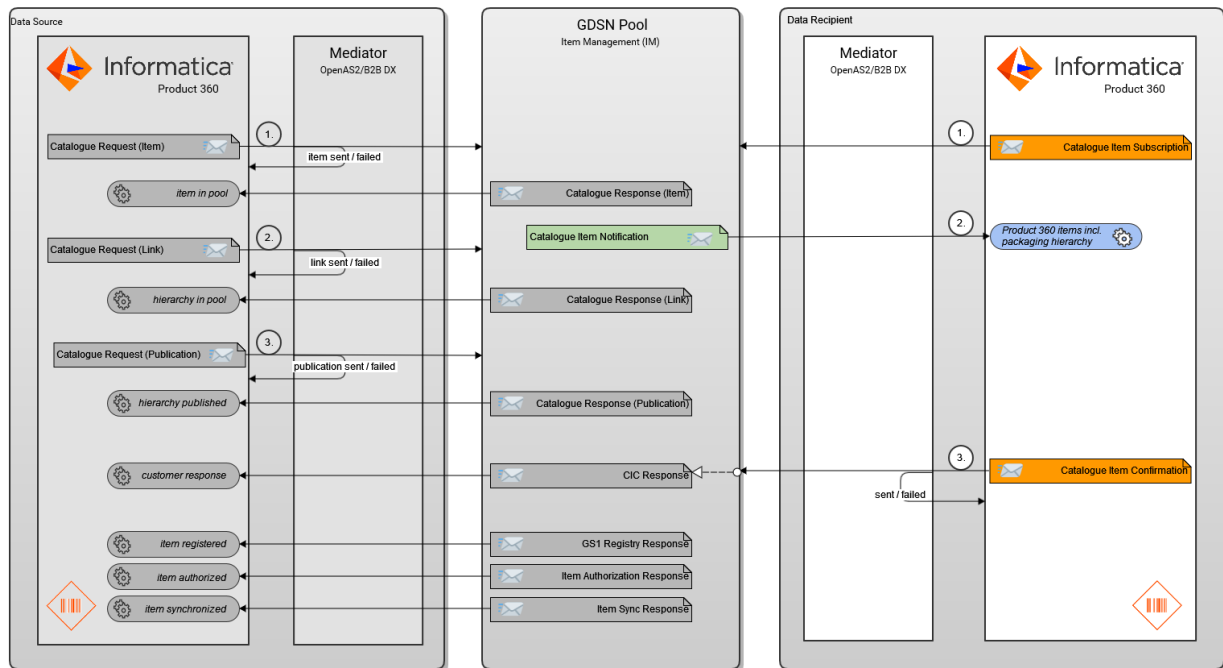 Data Source
Informatica
Product 360
Mediator
OpenAS2/B2B DX
Catalogue Request (Item)
1.
item sent / failed
item in pool
Catalogue Request (Link)
2.
link sent / failed
hierarchy in pool
Catalogue Request (Publication)
3.
publication sent / failed
hierarchy published
customer response
item registered
item authorized
item synchronized
GDSN Pool
Item Management (IM)
Catalogue Response (Item)
Catalogue Item Notification
Catalogue Response (Link)
Catalogue Response (Publication)
CIC Response
GS1 Registry Response
Item Authorization Response
Item Sync Response
Data Recipient
Mediator
OpenAS2/B2B DX
Informatica
Product 360
1.
Catalogue Item Subscription
2.
Product 360 items incl.
packaging hierarchy
3.
Catalogue Item Confirmation
sent / failed